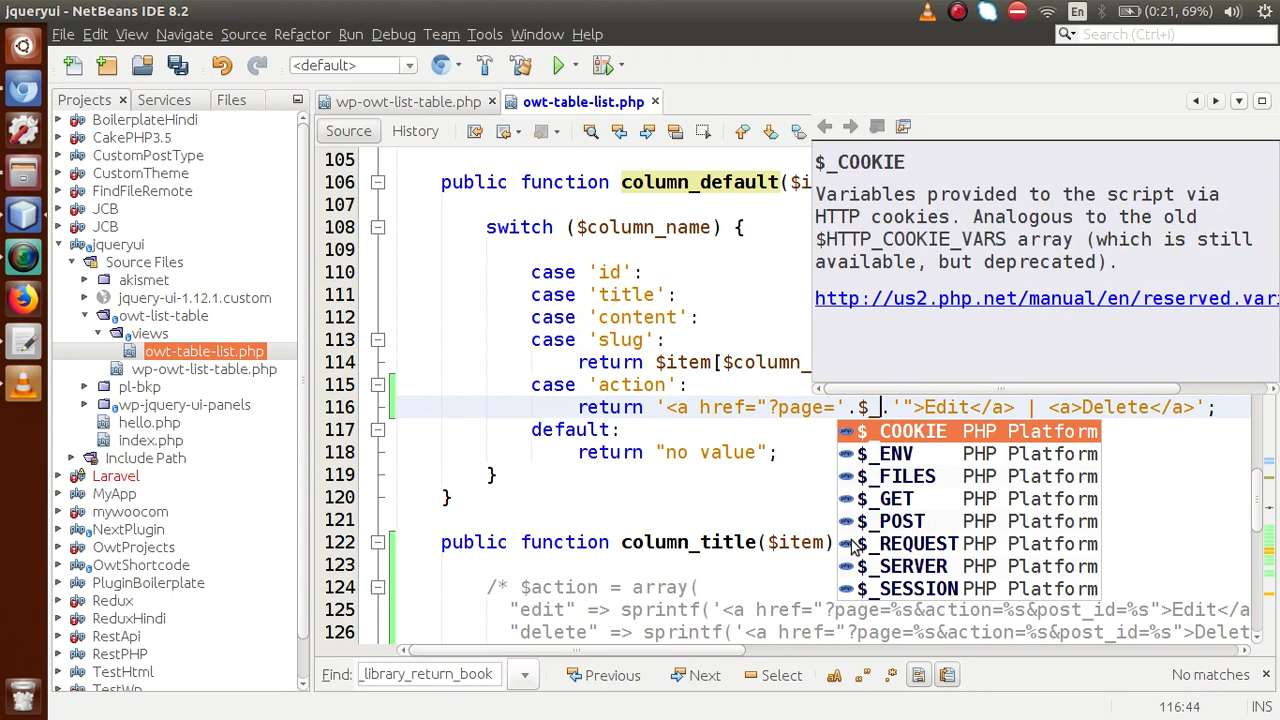 jqueryui - NetBeans IDE 8.2
En
(0:21, 69%)
File Edit View Navigate Source Refactor Run Debug Team Tools Window Help
<default>
Search (Ctrl+I)
Projects
Services
Files
wp-owt-list-table.php
owt-table-list.php
Source
History
BoilerplateHindi
CakePHP3.5
CustomPostType
CustomTheme
FindFileRemote
JCB
JCB
jqueryui
Source Files
akismet
jquery-ui-1.12.1.custom
owt-list-table
views
owt-table-list.php
wp-owt-list-table.php
pl-bkp
wp-jquery-ui-panels
hello.php
index.php
Include Path
Laravel
MyApp
mywoocom
NextPlugin
OwtProjects
PluginBoilerplate
Redux
ReduxHindi
RestApi
RestPHP
TestHtml
TestWp
105
106 public function column_default($i
107
108 switch ($column_name) {
109
110 case 'id':
111 case 'title':
112 case 'content':
113 case 'slug':
114 return $item[$column_
115 case 'action':
116 return '<a href="?page='.$_.'">Edit</a> | <a>Delete</a>';
117 default:
118 return "no value";
119 }
120 }
121
122 public function column_title($item)
123
124 /* $action = array(
125 "edit" => sprintf('<a href="?page=%s&action=%s&post_id=%s">Edit</a
126 "delete" => sprintf('<a href="?page=%s&action=%s&post_id=%s">Delet
$_COOKIE
Variables provided to the script via
HTTP cookies. Analogous to the old
$HTTP_COOKIE_VARS array (which is still
available, but deprecated).
http://us2.php.net/manual/en/reserved.vari
$_COOKIE PHP Platform
$_ENV PHP Platform
$_FILES PHP Platform
$_GET PHP Platform
$_POST PHP Platform
$_REQUEST PHP Platform
$_SERVER PHP Platform
$_SESSION PHP Platform
Find: _library_return_book
Previous
Next
Select
No matches
116:44
INS